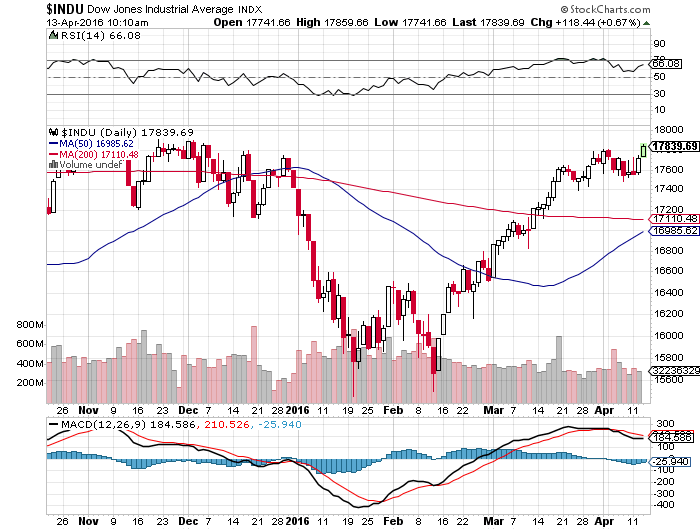 $INDU Dow Jones Industrial Average INDX © StockCharts.com
13-Apr-2016 10:10am Open 17741.66 High 17859.66 Low 17741.66 Last 17839.69 Chg +118.44 (+0.67%)
RSI(14) 66.08
90
70
66.08
50
30
10
$INDU (Daily) 17839.69
MA(50) 16985.62
MA(200) 17110.48
Volume undef
18000
17839.69
17600
17400
17200
17110.48
16985.62
16800
16600
16400
16200
16000
15800
15600
800M
600M
400M
200M
32236329
26 Nov 9 16 23 Dec 7 14 21 2016 11 19 25 Feb 8 16 22 Mar 7 14 21 28 Apr 11
MACD(12,26,9) 184.586, 210.526, -25.940
300
184.586
100
-25.940
-100
-200
-300
-400
26 Nov 9 16 23 Dec 7 14 21 2016 11 19 25 Feb 8 16 22 Mar 7 14 21 28 Apr 11